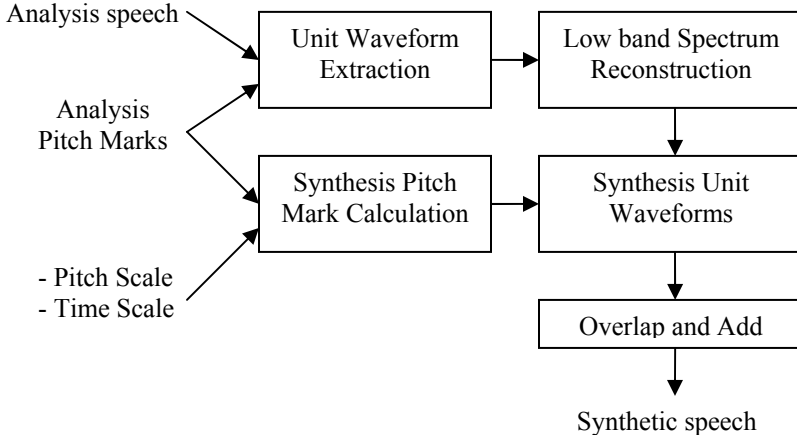 Analysis speech
Unit Waveform
Extraction
Low band Spectrum
Reconstruction
Analysis
Pitch Marks
Synthesis Pitch
Mark Calculation
Synthesis Unit
Waveforms
- Pitch Scale
- Time Scale
Overlap and Add
Synthetic speech